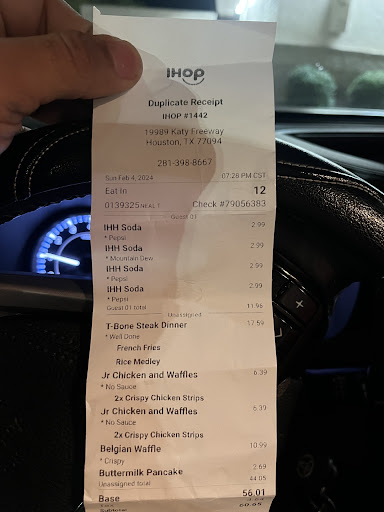 IHOP
Duplicate Receipt
IHOP #1442
19989 Katy Freeway
Houston, TX 77094
281-398-8667
Sun Feb 4, 2024 07:28 PM CST
Eat In 12
0139325 NEAL T Check #79056383
Guest 01
IHH Soda 2.99
* Pepsi
IHH Soda 2.99
* Mountain Dew
IHH Soda 2.99
* Pepsi
IHH Soda 2.99
* Pepsi
Guest 01 total 11.96
Unassigned
T-Bone Steak Dinner 17.59
* Well Done
French Fries
Rice Medley
Jr Chicken and Waffles 6.39
* No Sauce
2x Crispy Chicken Strips
Jr Chicken and Waffles 6.39
* No Sauce
2x Crispy Chicken Strips
Belgian Waffle 10.99
* Crispy
Buttermilk Pancake 2.69
Unassigned total 44.05
Base 56.01